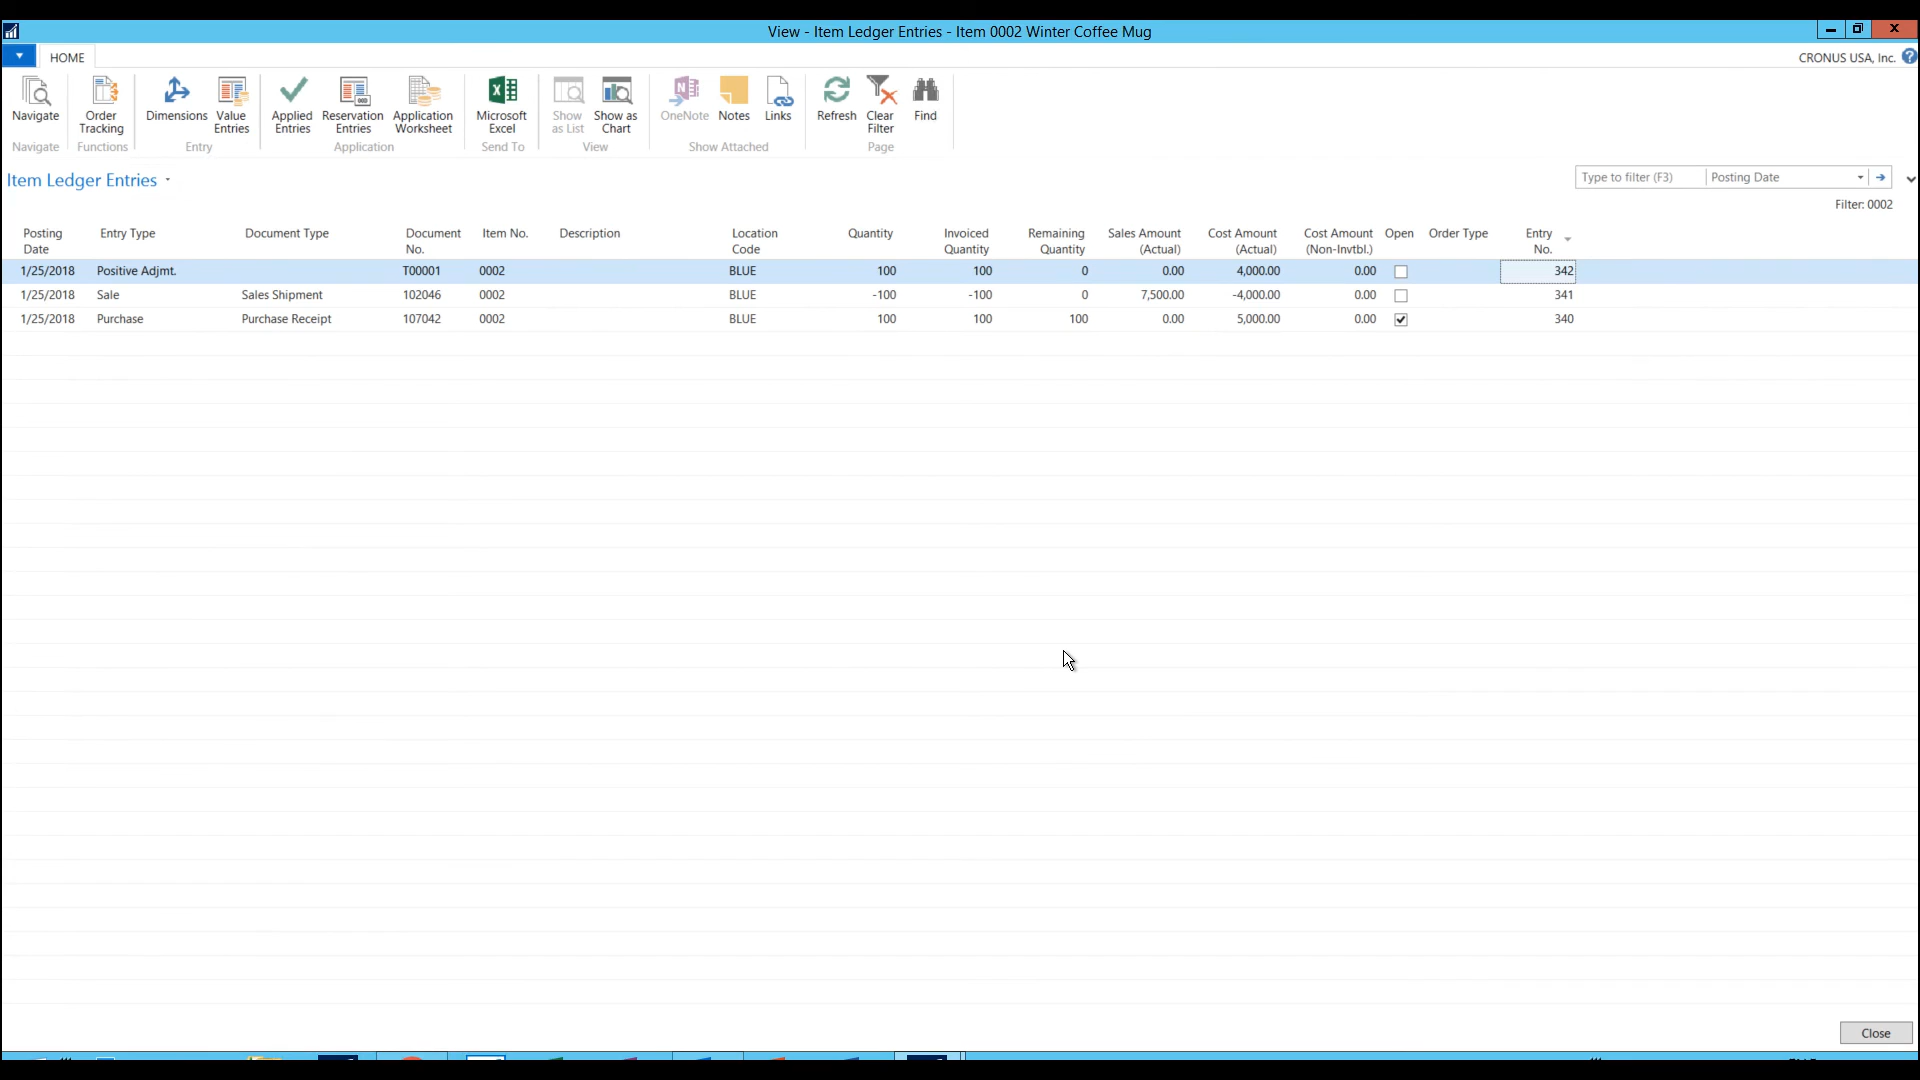 View - Item Ledger Entries - Item 0002 Winter Coffee Mug
HOME
CRONUS USA, Inc.
Navigate
Order Tracking
Dimensions
Value Entries
Applied Entries
Reservation Entries
Application Worksheet
Microsoft Excel
Show as List
Show as Chart
OneNote
Notes
Links
Refresh
Clear Filter
Find
Navigate
Functions
Entry
Application
Send To
View
Show Attached
Page
Item Ledger Entries
Type to filter (F3)
Posting Date
Filter: 0002
Posting Date Entry Type Document Type Document No. Item No. Description Location Code Quantity Invoiced Quantity Remaining Quantity Sales Amount (Actual) Cost Amount (Actual) Cost Amount (Non-Invtbl.) Open Order Type Entry No.
1/25/2018 Positive Adjmt. T00001 0002 BLUE 100 100 0 0.00 4,000.00 0.00 342
1/25/2018 Sale Sales Shipment 102046 0002 BLUE -100 -100 0 7,500.00 -4,000.00 0.00 341
1/25/2018 Purchase Purchase Receipt 107042 0002 BLUE 100 100 100 0.00 5,000.00 0.00 340
Close